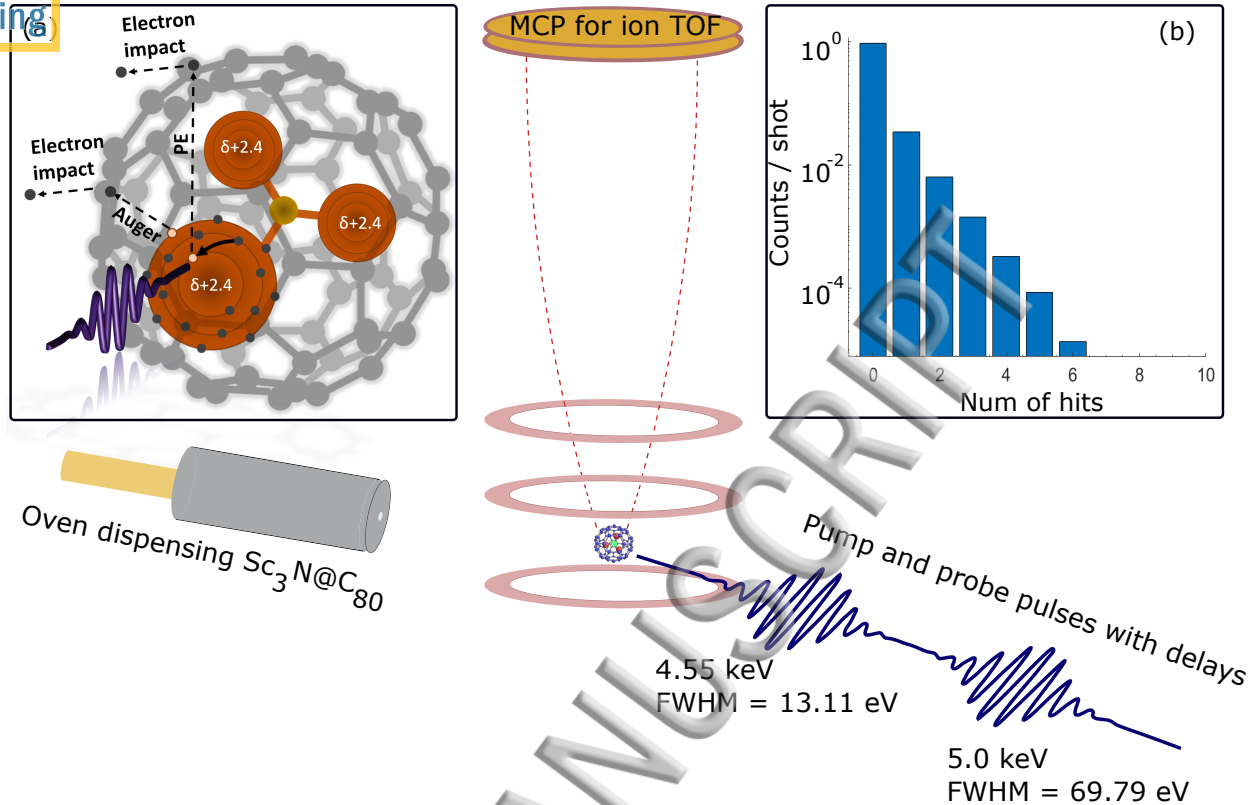 ing
(a)
Electron
impact
PE
Electron
impact
Auger
δ+2.4
δ+2.4
δ+2.4
MCP for ion TOF
(b)
Counts / shot
10^0
10^-2
10^-4
0 2 4 6 8 10
Num of hits
Oven dispensing Sc3N@C80
Pump and probe pulses with delays
4.55 keV
FWHM = 13.11 eV
5.0 keV
FWHM = 69.79 eV
ANUSCRIPT